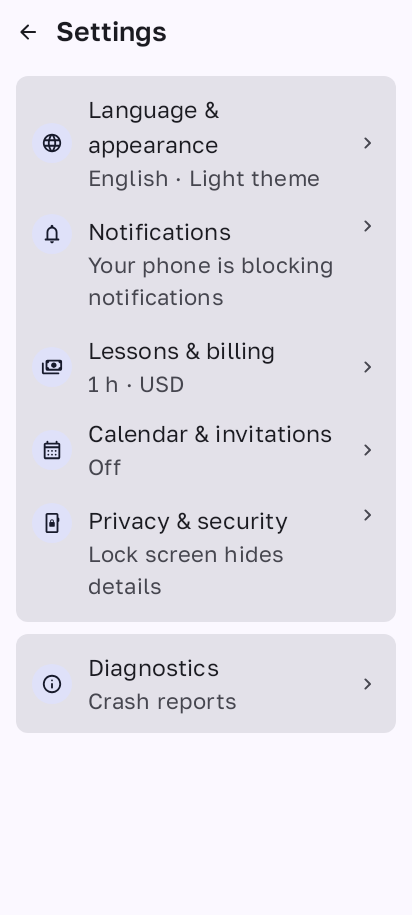 Settings
Language &
appearance
English · Light theme
Notifications
Your phone is blocking
notifications
Lessons & billing
1 h · USD
Calendar & invitations
Off
Privacy & security
Lock screen hides
details
Diagnostics
Crash reports